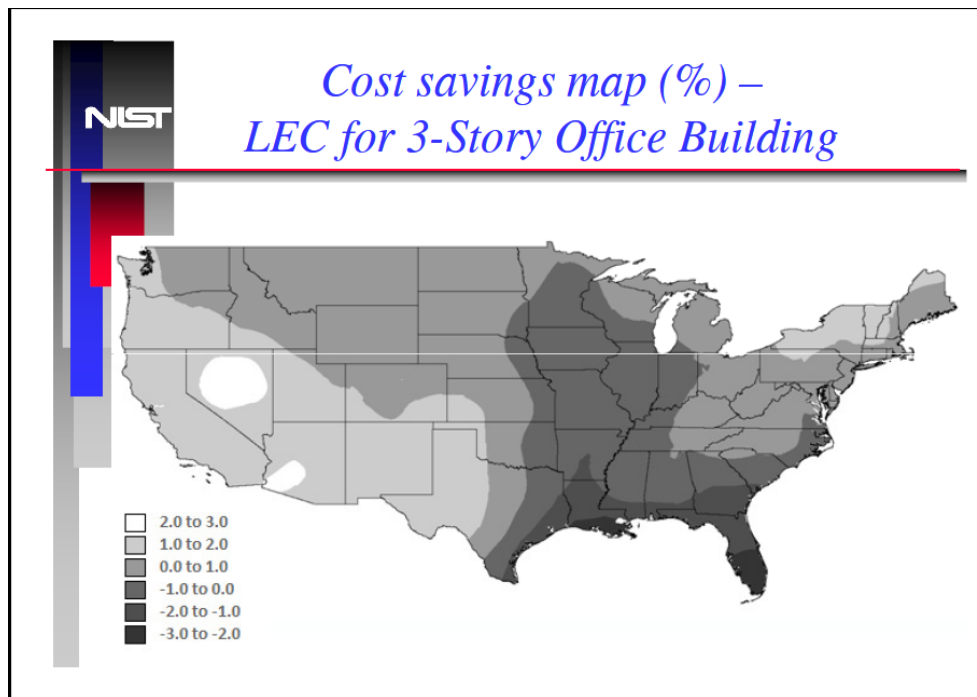 NIST
Cost savings map (%) –
LEC for 3-Story Office Building
2.0 to 3.0
1.0 to 2.0
0.0 to 1.0
-1.0 to 0.0
-2.0 to -1.0
-3.0 to -2.0